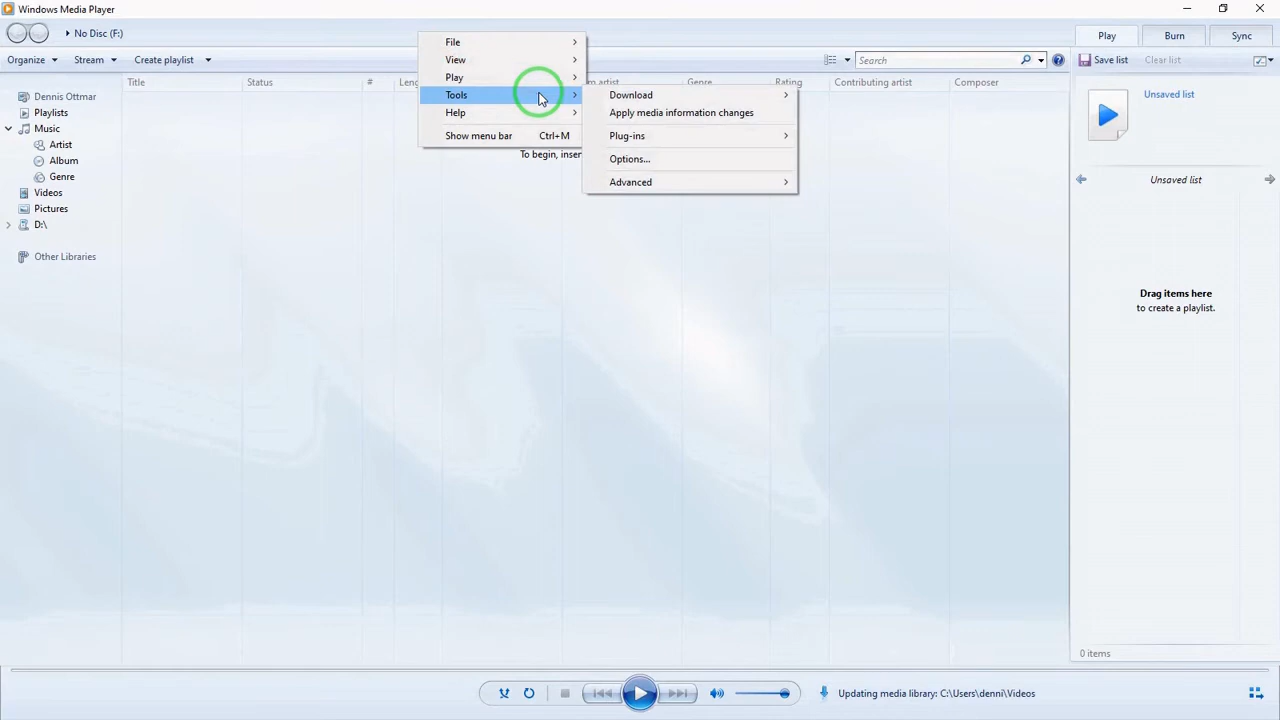 Windows Media Player
No Disc (F:)
Play
Burn
Sync
Organize
Stream
Create playlist
Search
Save list
Clear list
Title
Status
#
Genre
Rating
Contributing artist
Composer
File
View
Play
Tools
Help
Show menu bar Ctrl+M
Download
Apply media information changes
Plug-ins
Options...
Advanced
To begin, inser
Dennis Ottmar
Playlists
Music
Artist
Album
Genre
Videos
Pictures
D:\
Other Libraries
Unsaved list
Unsaved list
Drag items here
to create a playlist.
0 items
Updating media library: C:\Users\denni\Videos